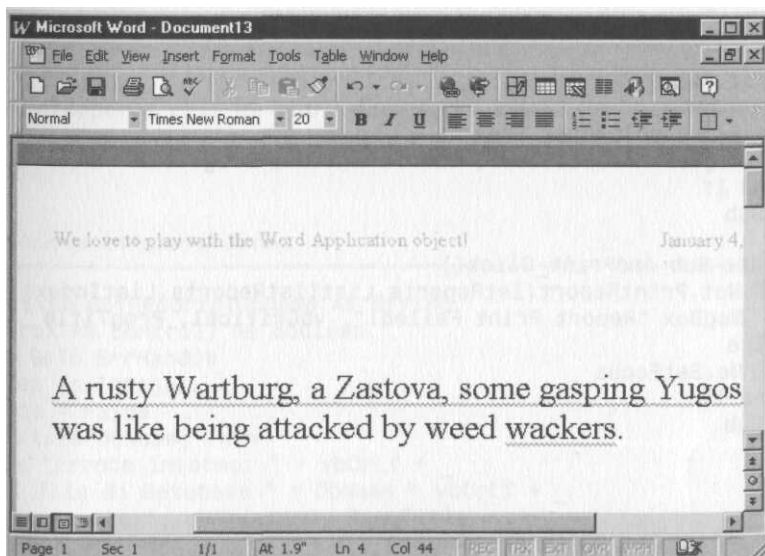 Microsoft Word - Document13
File Edit View Insert Format Tools Table Window Help
Normal Times New Roman 20 B I U
We love to play with the Word Application object! January 4,
A rusty Wartburg, a Zastova, some gasping Yugos
was like being attacked by weed wackers.
Page 1 Sec 1 1/1 At 1.9" Ln 4 Col 44 REC TRK EXT OVR WPH